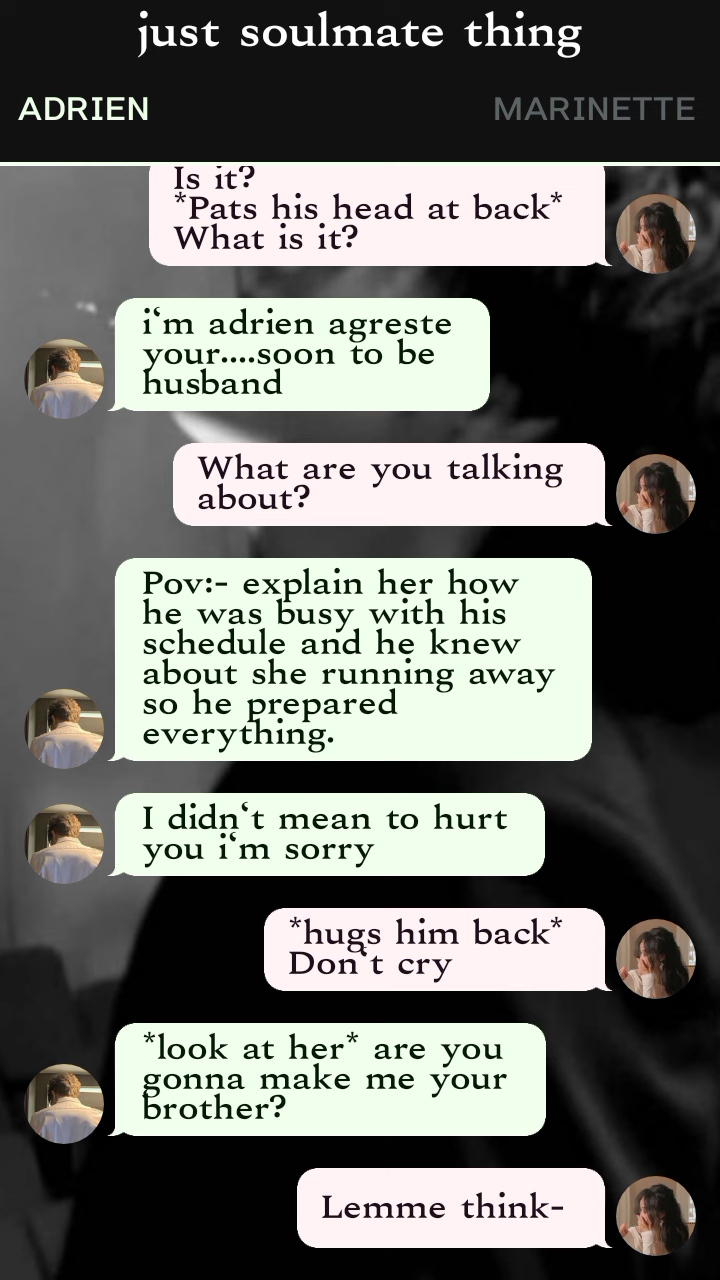 just soulmate thing
ADRIEN
MARINETTE
Is it?
*Pats his head at back*
What is it?
i‘m adrien agreste
your....soon to be
husband
What are you talking
about?
Pov:- explain her how
he was busy with his
schedule and he knew
about she running away
so he prepared
everything.
I didn‘t mean to hurt
you i‘m sorry
*hugs him back*
Don‘t cry
*look at her* are you
gonna make me your
brother?
Lemme think-